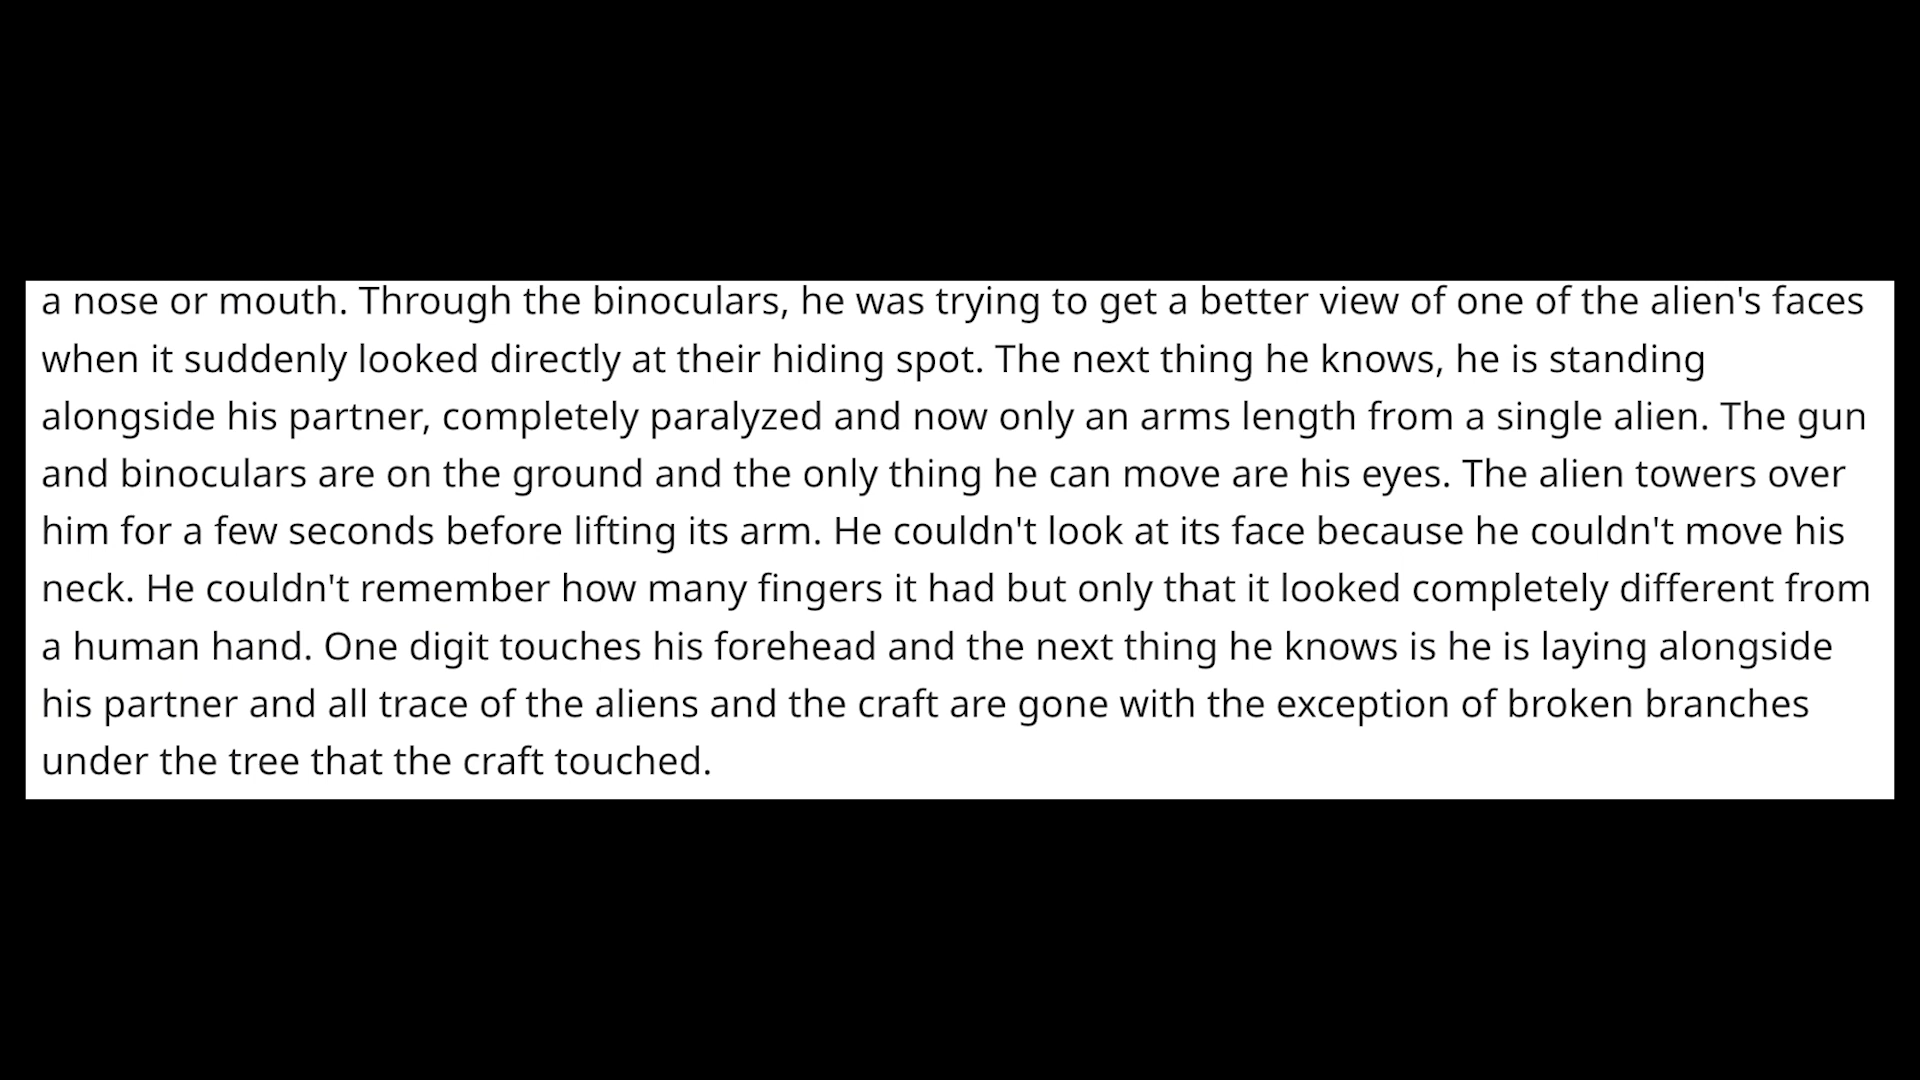 a nose or mouth. Through the binoculars, he was trying to get a better view of one of the alien's faces
when it suddenly looked directly at their hiding spot. The next thing he knows, he is standing
alongside his partner, completely paralyzed and now only an arms length from a single alien. The gun
and binoculars are on the ground and the only thing he can move are his eyes. The alien towers over
him for a few seconds before lifting its arm. He couldn't look at its face because he couldn't move his
neck. He couldn't remember how many fingers it had but only that it looked completely different from
a human hand. One digit touches his forehead and the next thing he knows is he is laying alongside
his partner and all trace of the aliens and the craft are gone with the exception of broken branches
under the tree that the craft touched.